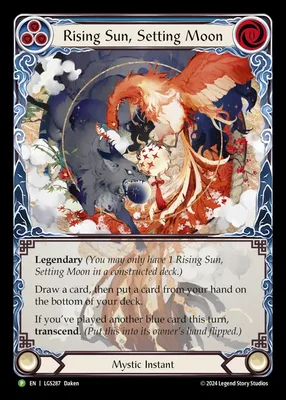 Rising Sun, Setting Moon
Legendary (You may only have 1 Rising Sun,
Setting Moon in a constructed deck.)
Draw a card, then put a card from your hand on
the bottom of your deck.
If you've played another blue card this turn,
transcend. (Put this into its owner's hand flipped.)
Mystic Instant
P EN | LGS287 Daken
© 2024 Legend Story Studios